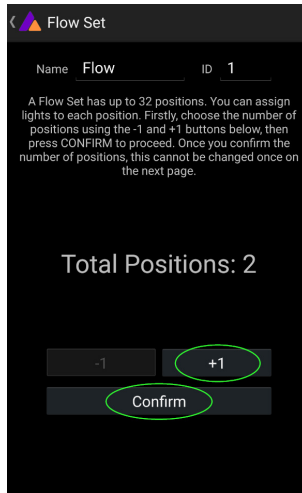 Flow Set
Name Flow ID 1
A Flow Set has up to 32 positions. You can assign
lights to each position. Firstly, choose the number of
positions using the -1 and +1 buttons below, then
press CONFIRM to proceed. Once you confirm the
number of positions, this cannot be changed once on
the next page.
Total Positions: 2
-1 +1
Confirm